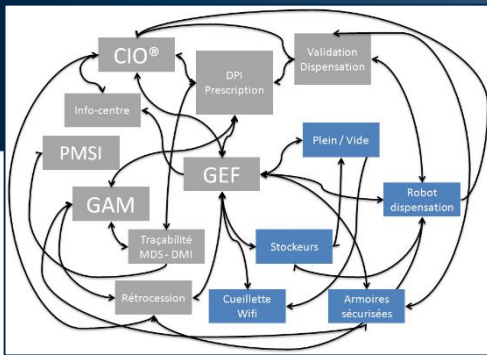 CIO®
DPI
Prescription
Validation
Dispensation
Info-centre
PMSI
GEF
Plein / Vide
GAM
Robot
dispensation
Traçabilité
MDS - DMI
Stockeurs
Rétrocession
Cueillette
Wifi
Armoires
sécurisées